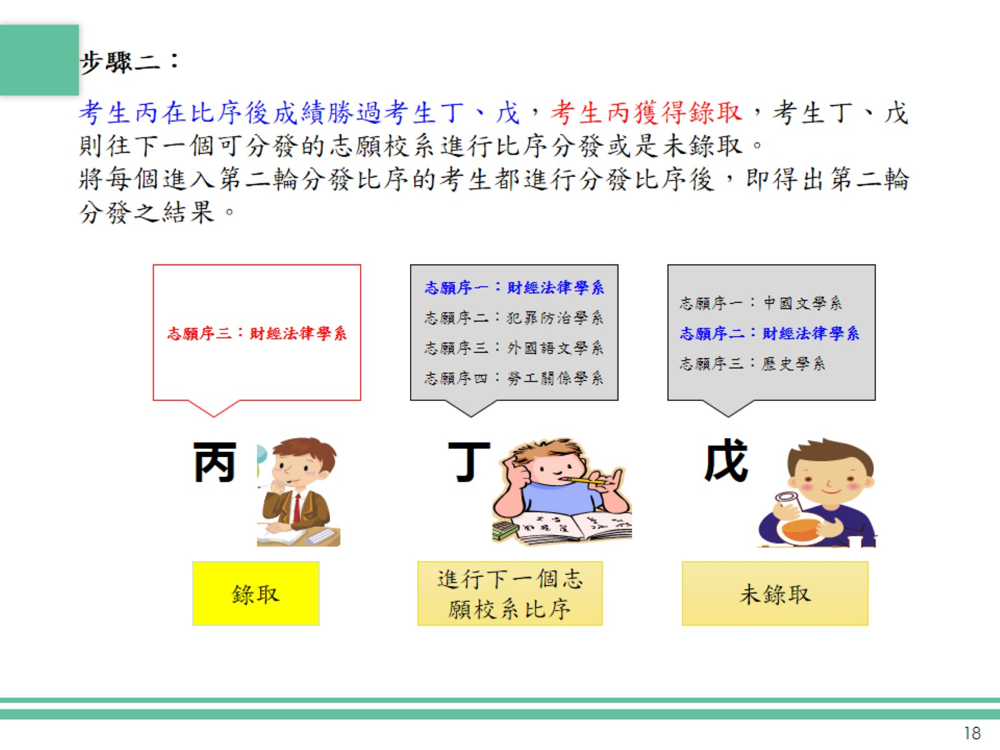 步驟二：
考生丙在比序後成績勝過考生丁、戊，考生丙獲得錄取，考生丁、戊
則往下一個可分發的志願校系進行比序分發或是未錄取。
將每個進入第二輪分發比序的考生都進行分發比序後，即得出第二輪
分發之結果。
志願序三：財經法律學系
志願序一：財經法律學系
志願序二：犯罪防治學系
志願序三：外國語文學系
志願序四：勞工關係學系
志願序一：中國文學系
志願序二：財經法律學系
志願序三：歷史學系
丙
丁
戊
錄取
進行下一個志
願校系比序
未錄取
18